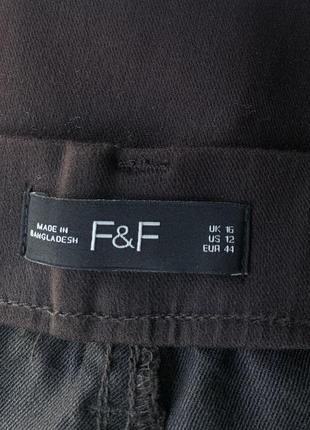 MADE IN
BANGLADESH
F&F
UK 16
US 12
EUR 44